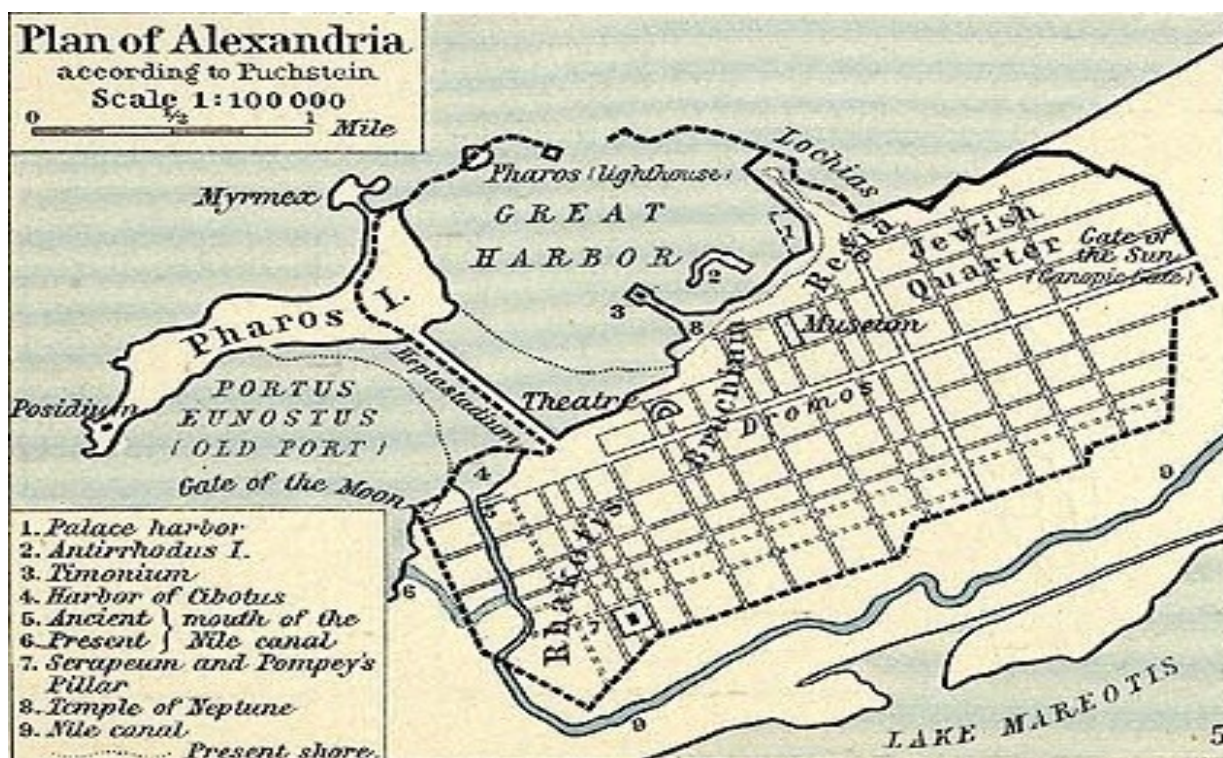 Plan of Alexandria
according to Puchstein
Scale 1:100 000
0 ½ 1 Mile
Lochias
Pharos (lighthouse)
Myrmex
GREAT
HARBOR
1
2
3
8
Regia
Jewish
Quarter
Gate of
the Sun
(Canopic Gate)
Pharos I.
Museum
Bruchium
Dromos
Theatre
Heptastadium
Posidium
PORTUS
EUNOSTUS
(OLD PORT)
Gate of the Moon
4
5
6
7
9
9
Rhakotis
LAKE MAREOTIS
5
1. Palace harbor
2. Antirrhodus I.
3. Timonium
4. Harbor of Cibotus
5. Ancient } mouth of the
6. Present } Nile canal
7. Serapeum and Pompey's
Pillar
8. Temple of Neptune
9. Nile canal
Present shore